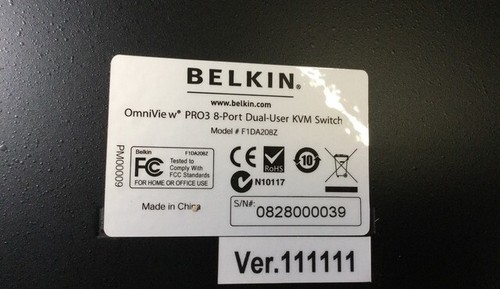 BELKIN®
www.belkin.com
OmniView® PRO3 8-Port Dual-User KVM Switch
Model # F1DA208Z
PM00009
Belkin
FC
Tested to
Comply With
FCC Standards
FOR HOME OR OFFICE USE
CE
RoHS
10
N10117
Made in China
S/N#:
0828000039
Ver.111111